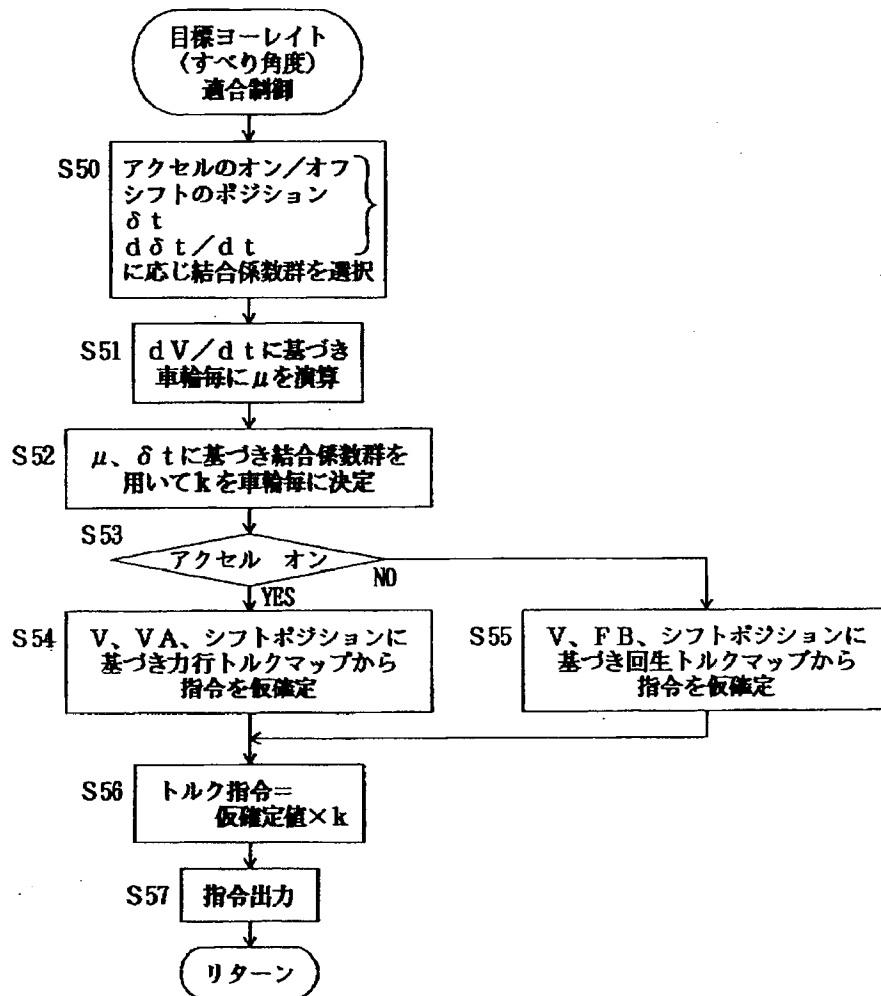 目標ヨーレイト
(すべり角度)
適合制御
S50
アクセルのオン/オフ
シフトのポジション
δt
dδt/dt
に応じ結合係数群を選択
S51
dV/dtに基づき
車輪毎にμを演算
S52
μ、δtに基づき結合係数群を
用いてkを車輪毎に決定
S53
アクセル オン
NO
YES
S54
V、VA、シフトポジションに
基づき力行トルクマップから
指令を仮確定
S55
V、FB、シフトポジションに
基づき回生トルクマップから
指令を仮確定
S56
トルク指令=
仮確定値×k
S57
指令出力
リターン